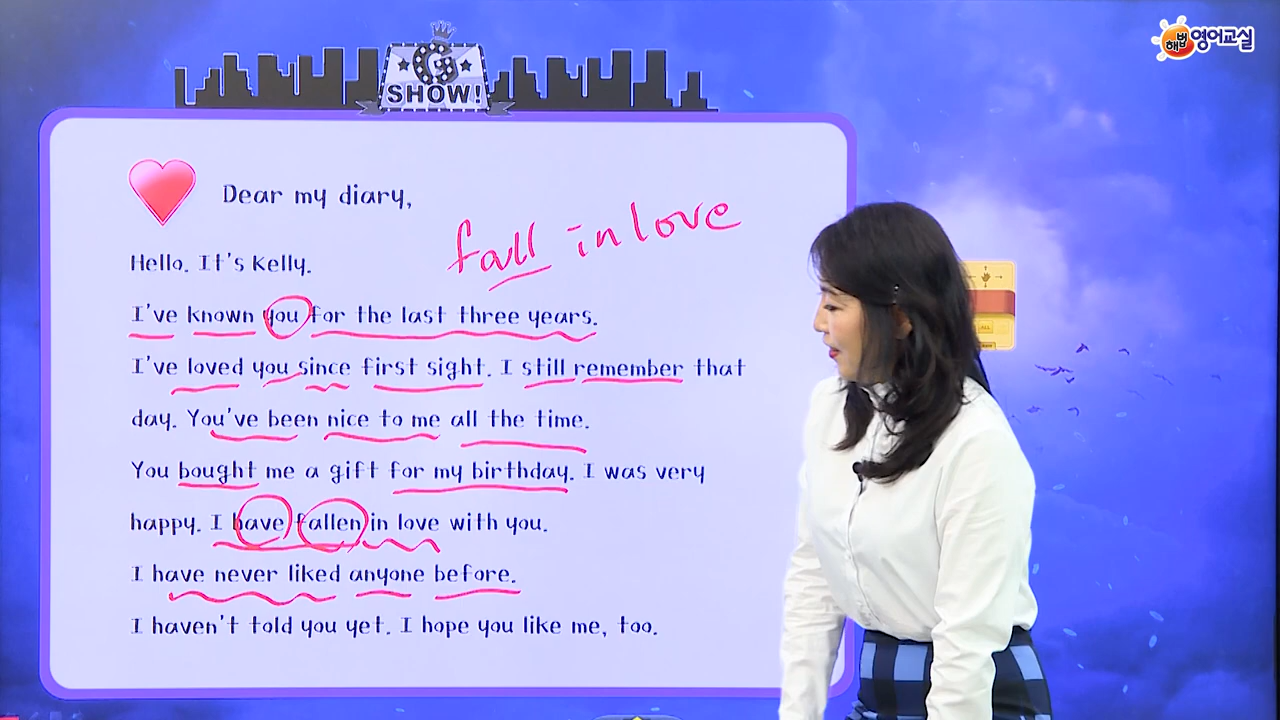 G
SHOW!
해법영어교실
Dear my diary,
fall in love
Hello. It's Kelly.
I've known you for the last three years.
I've loved you since first sight. I still remember that
day. You've been nice to me all the time.
You bought me a gift for my birthday. I was very
happy. I have fallen in love with you.
I have never liked anyone before.
I haven't told you yet. I hope you like me, too.
ALL